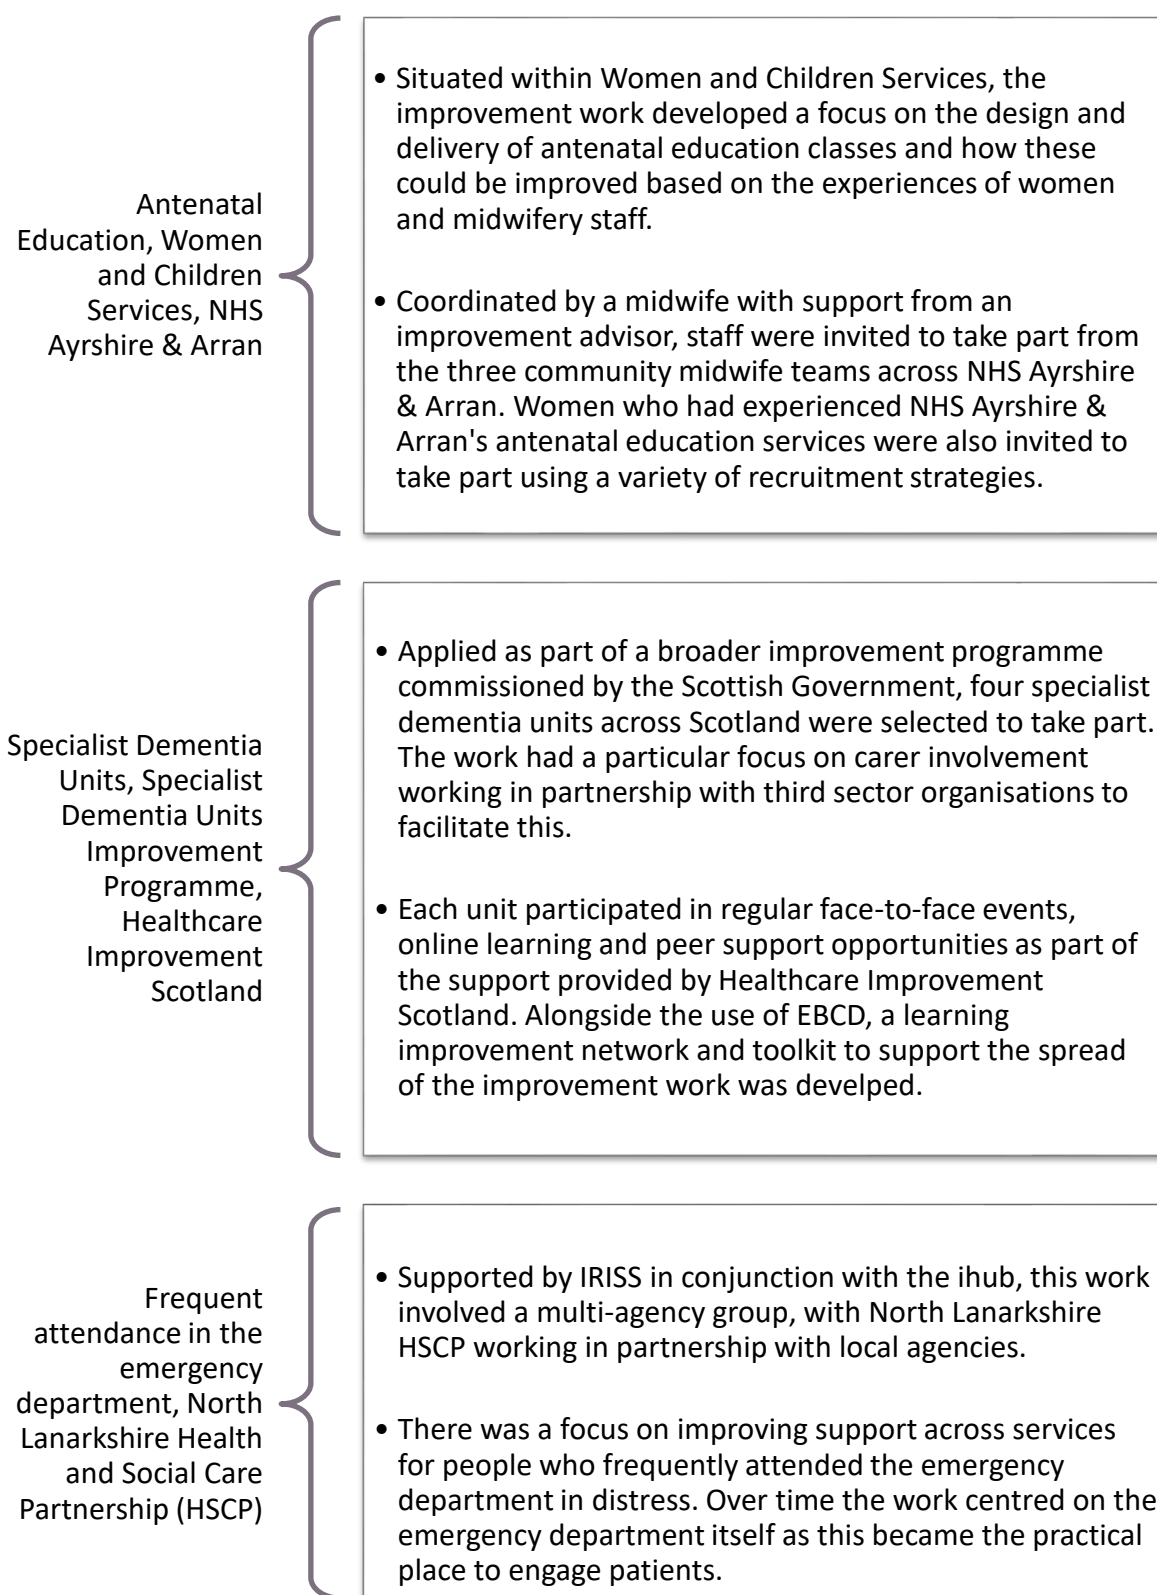 Antenatal
Education, Women
and Children
Services, NHS
Ayrshire & Arran
• Situated within Women and Children Services, the
improvement work developed a focus on the design and
delivery of antenatal education classes and how these
could be improved based on the experiences of women
and midwifery staff.
• Coordinated by a midwife with support from an
improvement advisor, staff were invited to take part from
the three community midwife teams across NHS Ayrshire
& Arran. Women who had experienced NHS Ayrshire &
Arran's antenatal education services were also invited to
take part using a variety of recruitment strategies.
Specialist Dementia
Units, Specialist
Dementia Units
Improvement
Programme,
Healthcare
Improvement
Scotland
• Applied as part of a broader improvement programme
commissioned by the Scottish Government, four specialist
dementia units across Scotland were selected to take part.
The work had a particular focus on carer involvement
working in partnership with third sector organisations to
facilitate this.
• Each unit participated in regular face-to-face events,
online learning and peer support opportunities as part of
the support provided by Healthcare Improvement
Scotland. Alongside the use of EBCD, a learning
improvement network and toolkit to support the spread
of the improvement work was develped.
Frequent
attendance in the
emergency
department, North
Lanarkshire Health
and Social Care
Partnership (HSCP)
• Supported by IRISS in conjunction with the ihub, this work
involved a multi-agency group, with North Lanarkshire
HSCP working in partnership with local agencies.
• There was a focus on improving support across services
for people who frequently attended the emergency
department in distress. Over time the work centred on the
emergency department itself as this became the practical
place to engage patients.